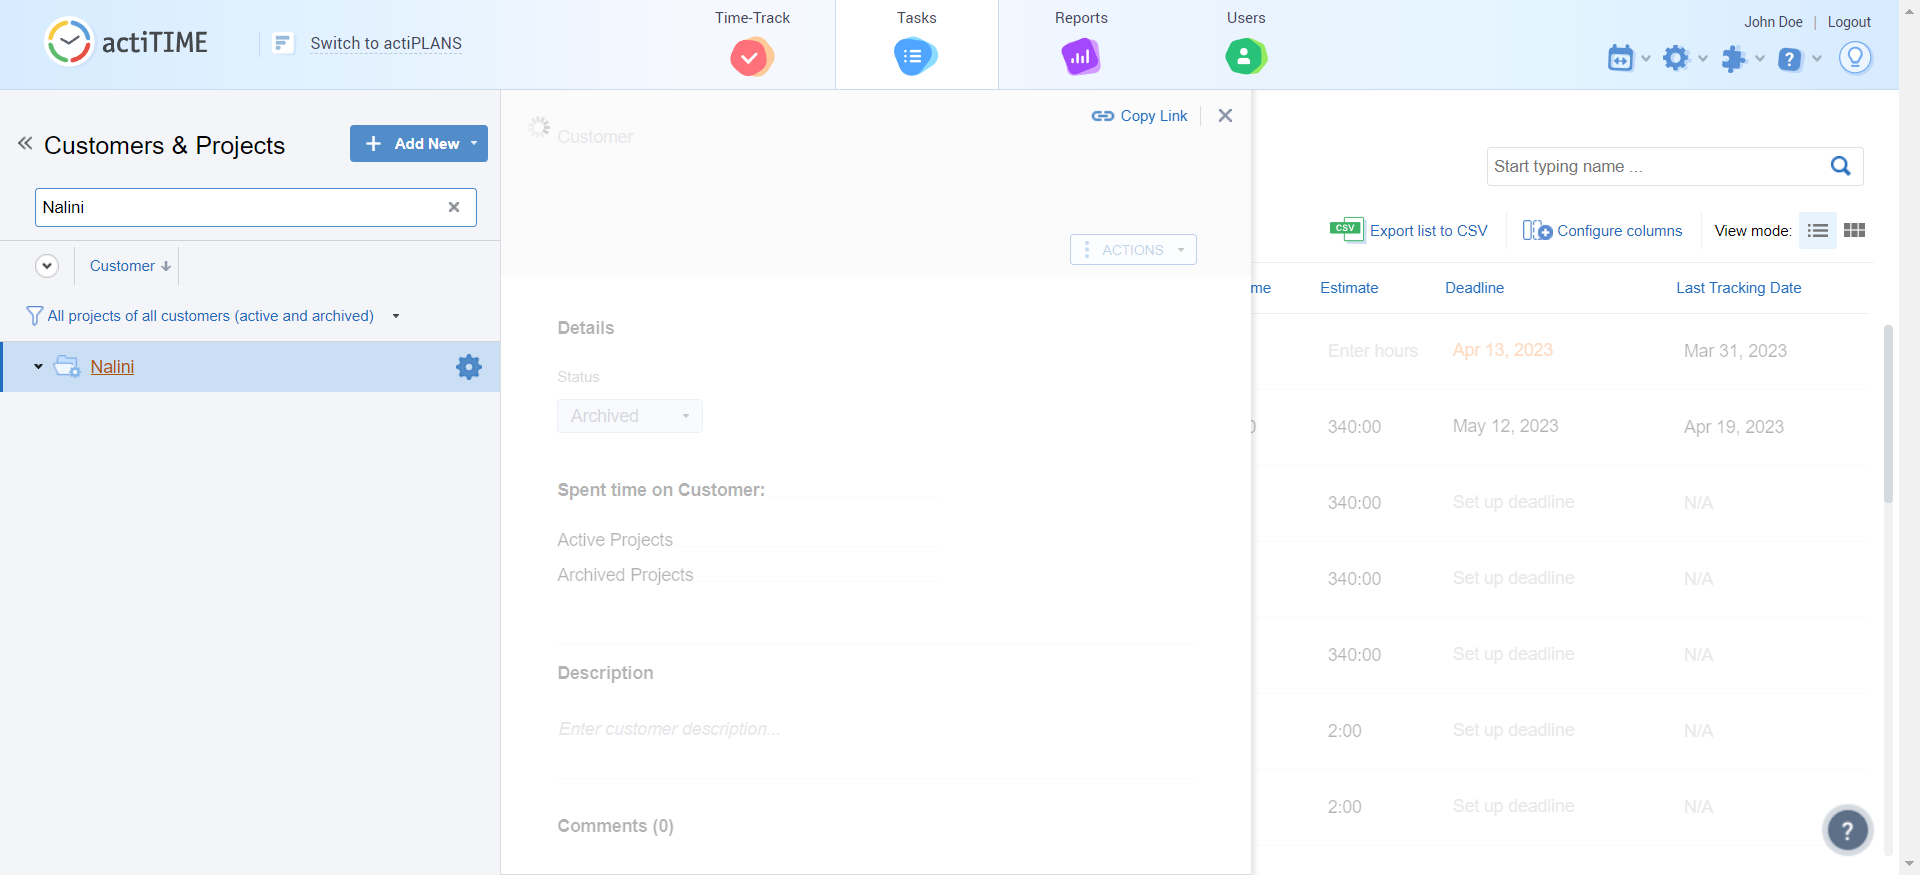 actiTIME
Switch to actiPLANS
Time-Track
Tasks
Reports
Users
John Doe | Logout
Customers & Projects
Add New
Nalini
Customer
All projects of all customers (active and archived)
Nalini
Customer
Copy Link
ACTIONS
Details
Status
Archived
Spent time on Customer:
Active Projects
Archived Projects
Description
Enter customer description...
Comments (0)
Start typing name ...
CSV Export list to CSV
Configure columns
View mode:
me Estimate Deadline Last Tracking Date
Enter hours Apr 13, 2023 Mar 31, 2023
340:00 May 12, 2023 Apr 19, 2023
340:00 Set up deadline N/A
340:00 Set up deadline N/A
340:00 Set up deadline N/A
2:00 Set up deadline N/A
2:00 Set up deadline N/A
?